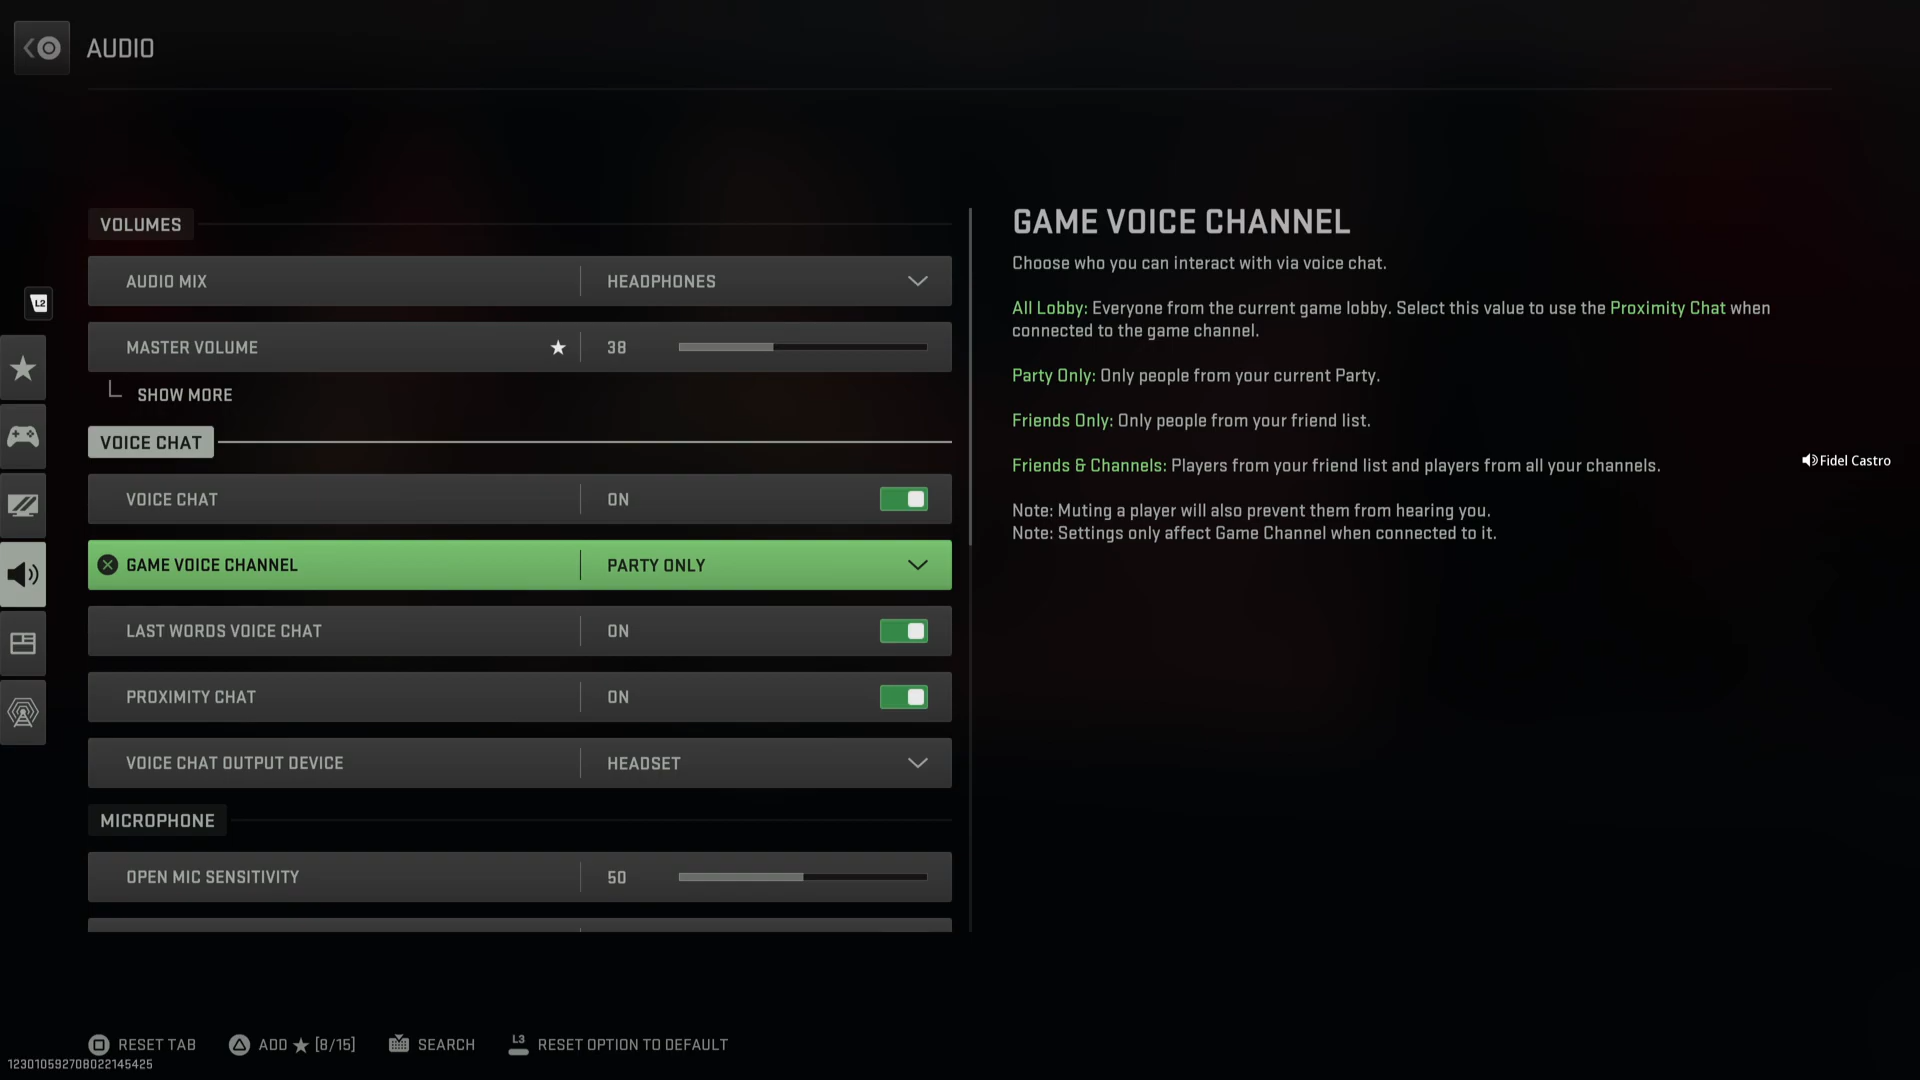 AUDIO
VOLUMES
AUDIO MIX
HEADPHONES
L2
MASTER VOLUME
38
SHOW MORE
VOICE CHAT
VOICE CHAT
ON
GAME VOICE CHANNEL
PARTY ONLY
LAST WORDS VOICE CHAT
ON
PROXIMITY CHAT
ON
VOICE CHAT OUTPUT DEVICE
HEADSET
MICROPHONE
OPEN MIC SENSITIVITY
50
GAME VOICE CHANNEL
Choose who you can interact with via voice chat.
All Lobby: Everyone from the current game lobby. Select this value to use the Proximity Chat when
connected to the game channel.
Party Only: Only people from your current Party.
Friends Only: Only people from your friend list.
Friends & Channels: Players from your friend list and players from all your channels.
Note: Muting a player will also prevent them from hearing you.
Note: Settings only affect Game Channel when connected to it.
Fidel Castro
RESET TAB
ADD ★ [8/15]
SEARCH
L3
RESET OPTION TO DEFAULT
12301059270802214​5425